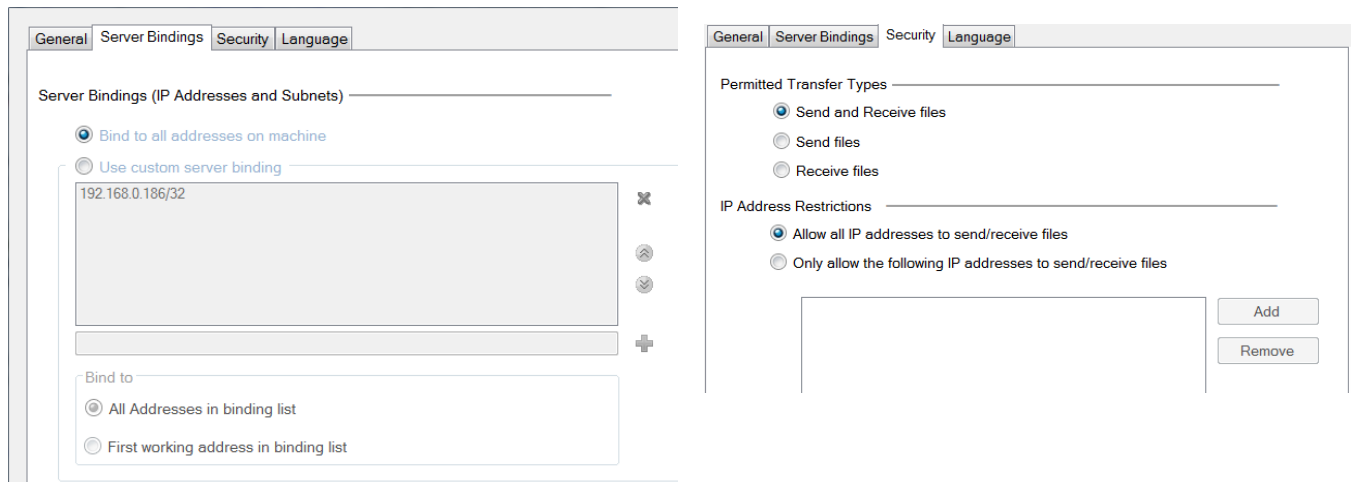 General Server Bindings Security Language
Server Bindings (IP Addresses and Subnets)
Bind to all addresses on machine
Use custom server binding
192.168.0.186/32
Bind to
All Addresses in binding list
First working address in binding list
General Server Bindings Security Language
Permitted Transfer Types
Send and Receive files
Send files
Receive files
IP Address Restrictions
Allow all IP addresses to send/receive files
Only allow the following IP addresses to send/receive files
Add
Remove